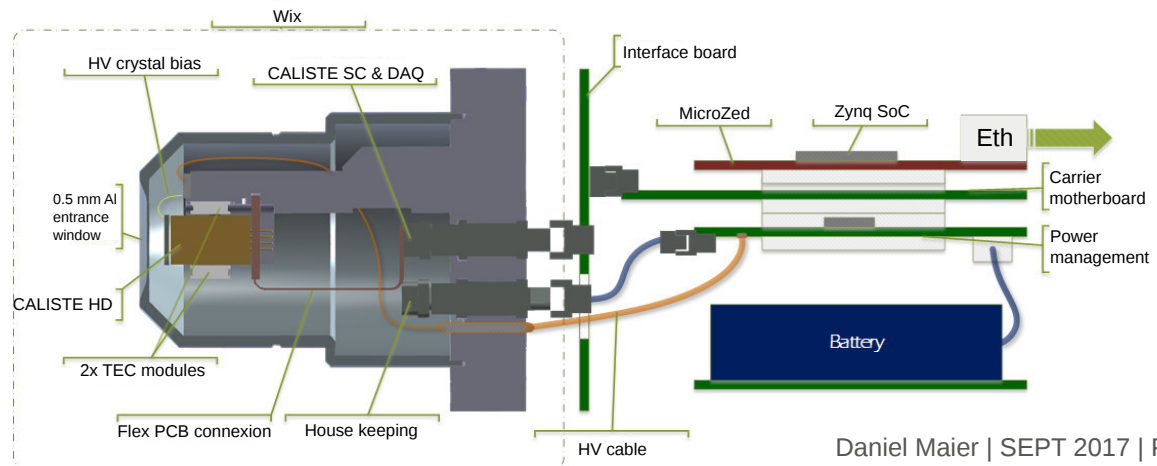 Wix
HV crystal bias
CALISTE SC & DAQ
Interface board
MicroZed
Zynq SoC
Eth
0.5 mm Al
entrance
window
Carrier
motherboard
Power
management
CALISTE HD
Battery
2x TEC modules
Flex PCB connexion
House keeping
HV cable
Daniel Maier | SEPT 2017 |